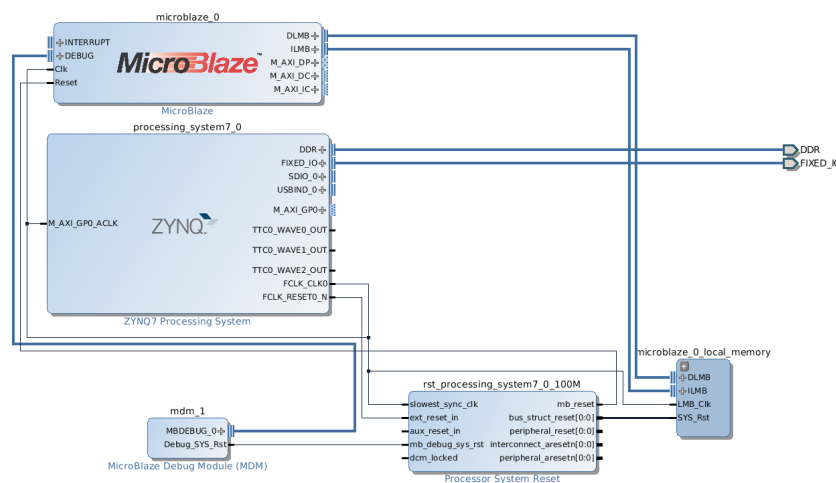 microblaze_0
INTERRUPT
DEBUG
Clk
Reset
MicroBlaze™
DLMB
ILMB
M_AXI_DP
M_AXI_DC
M_AXI_IC
MicroBlaze
processing_system7_0
M_AXI_GP0_ACLK
ZYNQ
DDR
FIXED_IO
SDIO_0
USBIND_0
M_AXI_GP0
TTC0_WAVE0_OUT
TTC0_WAVE1_OUT
TTC0_WAVE2_OUT
FCLK_CLK0
FCLK_RESET0_N
ZYNQ7 Processing System
DDR
mdm_1
MBDEBUG_0
Debug_SYS_Rst
MicroBlaze Debug Module (MDM)
rst_processing_system7_0_100M
slowest_sync_clk
ext_reset_in
aux_reset_in
mb_debug_sys_rst
dcm_locked
mb_reset
bus_struct_reset[0:0]
peripheral_reset[0:0]
interconnect_aresetn[0:0]
peripheral_aresetn[0:0]
Processor System Reset
microblaze_0_local_memory
DLMB
ILMB
LMB_Clk
SYS_Rst